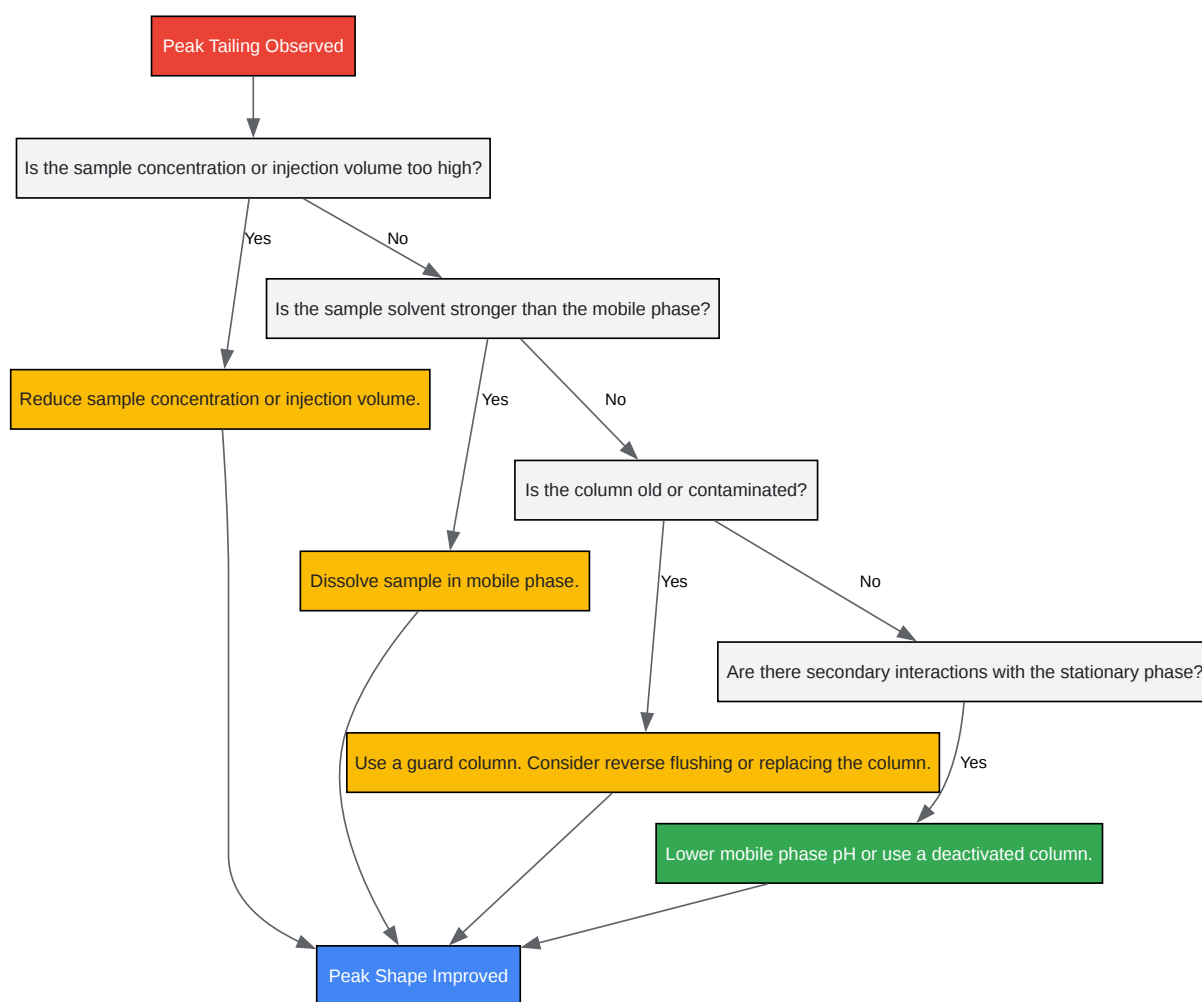 Peak Tailing Observed
Is the sample concentration or injection volume too high?
Yes
No
Is the sample solvent stronger than the mobile phase?
Reduce sample concentration or injection volume.
Yes
No
Is the column old or contaminated?
Dissolve sample in mobile phase.
Yes
No
Are there secondary interactions with the stationary phase?
Use a guard column. Consider reverse flushing or replacing the column.
Yes
Lower mobile phase pH or use a deactivated column.
Peak Shape Improved